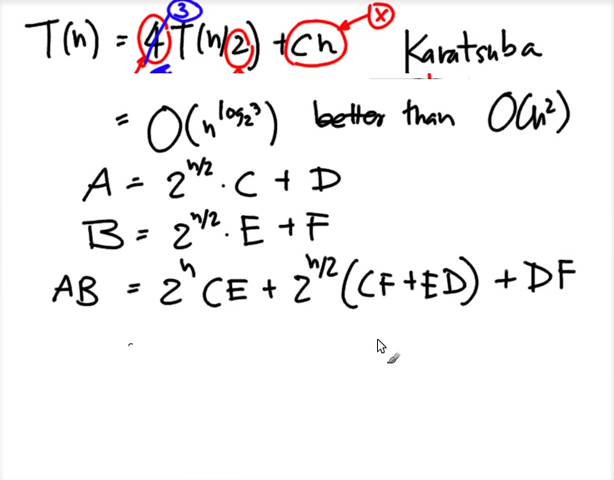 3 X
T(n) = 4 T(n/2) + cn Karatsuba
= O(n^log₂3) better than O(n²)
A = 2^n/2 · C + D
B = 2^n/2 · E + F
AB = 2^n CE + 2^n/2 (CF + ED) + DF